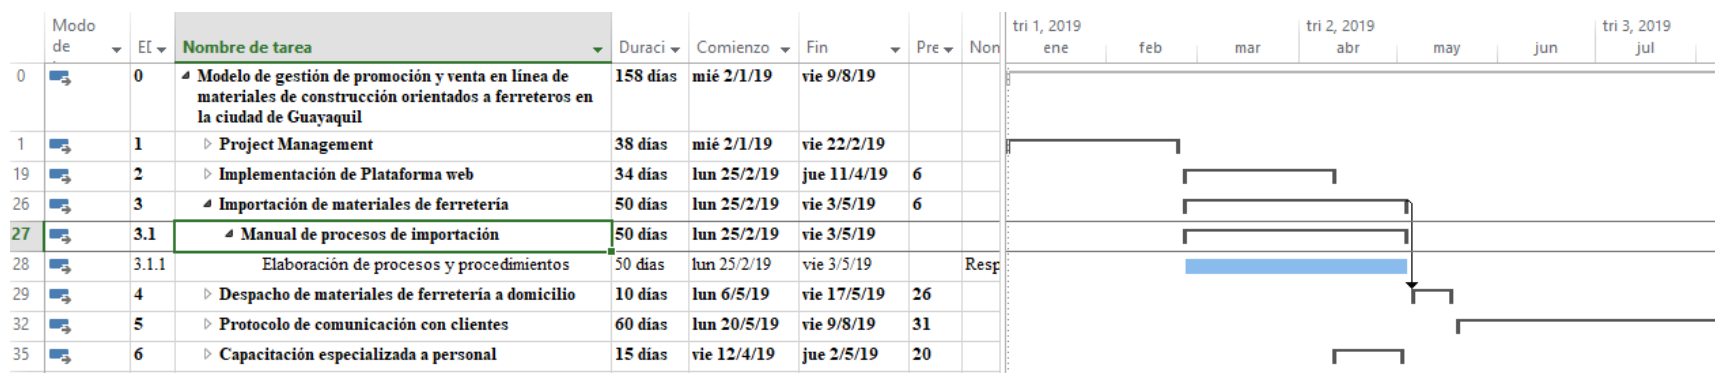 Modo de EL Nombre de tarea Duraci Comienzo Fin Pre Non
tri 1, 2019 tri 2, 2019 tri 3, 2019
ene feb mar abr may jun jul
0 0 Modelo de gestión de promoción y venta en línea de 158 días mié 2/1/19 vie 9/8/19
materiales de construcción orientados a ferreteros en
la ciudad de Guayaquil
1 1 Project Management 38 días mié 2/1/19 vie 22/2/19
19 2 Implementación de Plataforma web 34 días lun 25/2/19 jue 11/4/19 6
26 3 Importación de materiales de ferretería 50 días lun 25/2/19 vie 3/5/19 6
27 3.1 Manual de procesos de importación 50 días lun 25/2/19 vie 3/5/19
28 3.1.1 Elaboración de procesos y procedimientos 50 días lun 25/2/19 vie 3/5/19 Resp
29 4 Despacho de materiales de ferretería a domicilio 10 días lun 6/5/19 vie 17/5/19 26
32 5 Protocolo de comunicación con clientes 60 días lun 20/5/19 vie 9/8/19 31
35 6 Capacitación especializada a personal 15 días vie 12/4/19 jue 2/5/19 20